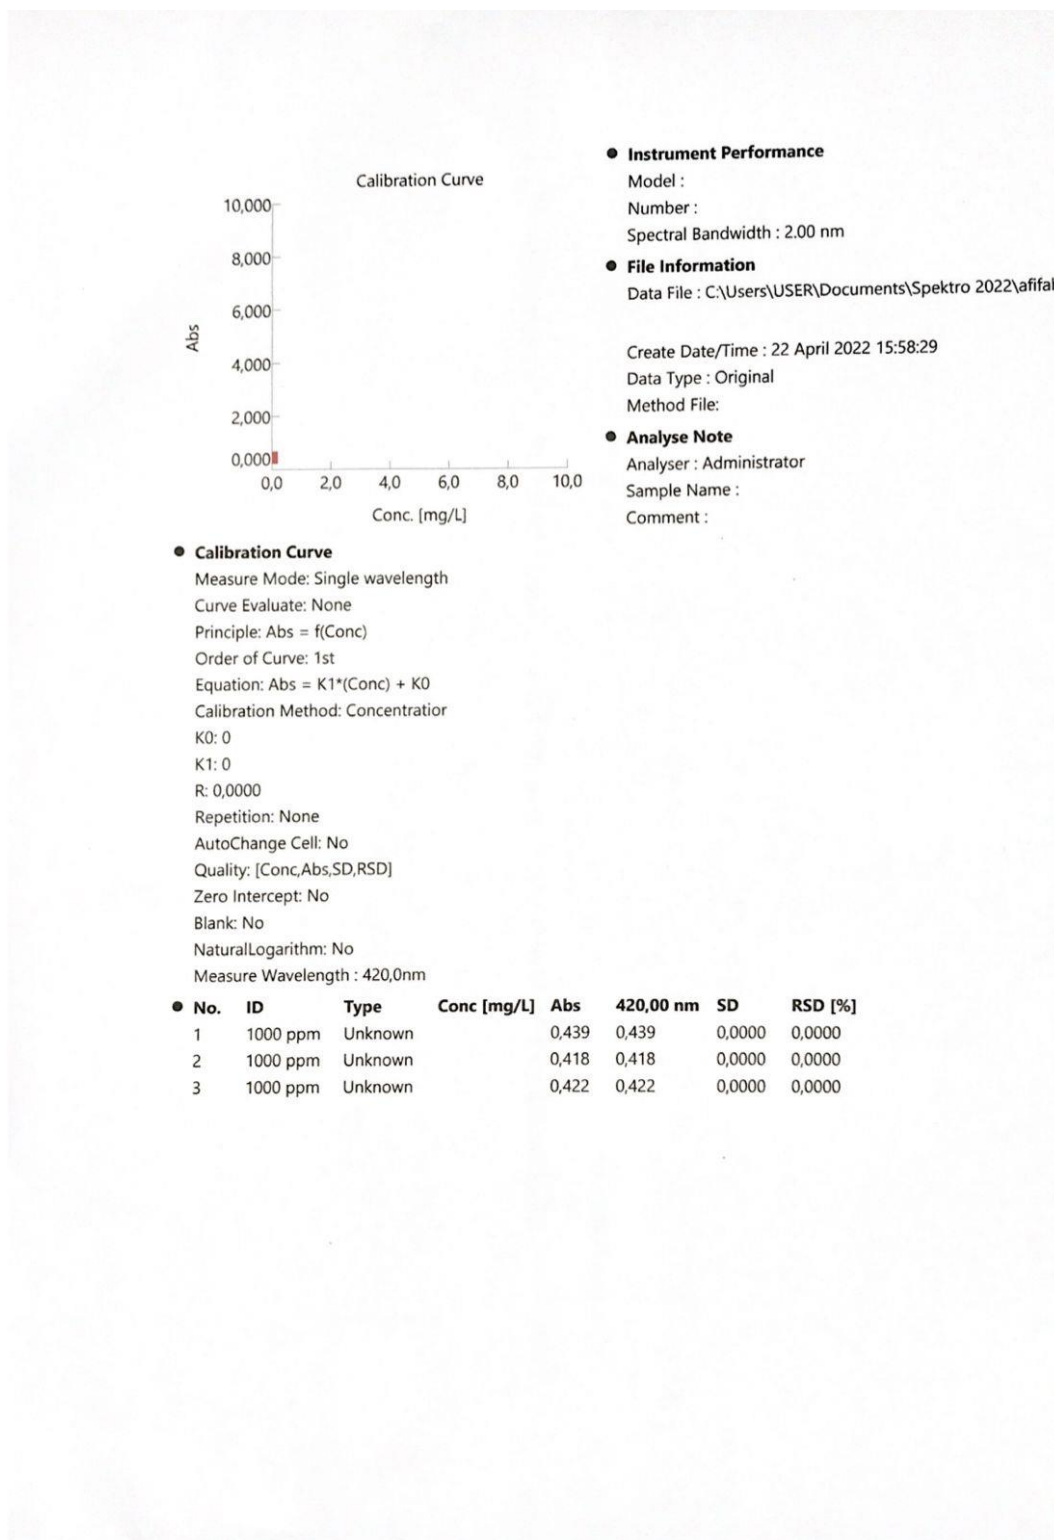 Calibration Curve
10,000
8,000
6,000
4,000
2,000
0,000
Abs
0,0 2,0 4,0 6,0 8,0 10,0
Conc. [mg/L]
● Instrument Performance
Model :
Number :
Spectral Bandwidth : 2.00 nm
● File Information
Data File : C:\Users\USER\Documents\Spektro 2022\afifal
Create Date/Time : 22 April 2022 15:58:29
Data Type : Original
Method File:
● Analyse Note
Analyser : Administrator
Sample Name :
Comment :
● Calibration Curve
Measure Mode: Single wavelength
Curve Evaluate: None
Principle: Abs = f(Conc)
Order of Curve: 1st
Equation: Abs = K1*(Conc) + K0
Calibration Method: Concentratior
K0: 0
K1: 0
R: 0,0000
Repetition: None
AutoChange Cell: No
Quality: [Conc,Abs,SD,RSD]
Zero Intercept: No
Blank: No
NaturalLogarithm: No
Measure Wavelength : 420,0nm
● No. ID Type Conc [mg/L] Abs 420,00 nm SD RSD [%]
1 1000 ppm Unknown 0,439 0,439 0,0000 0,0000
2 1000 ppm Unknown 0,418 0,418 0,0000 0,0000
3 1000 ppm Unknown 0,422 0,422 0,0000 0,0000